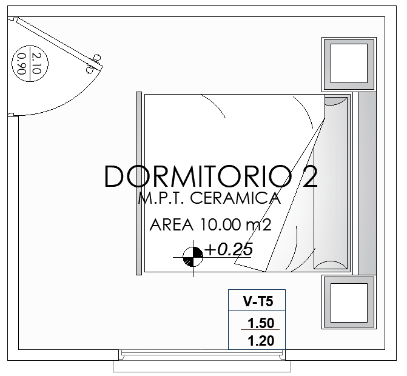 2.10
0.90
DORMITORIO 2
M.P.T. CERAMICA
AREA 10.00 m2
+0.25
V-T5
1.50
1.20